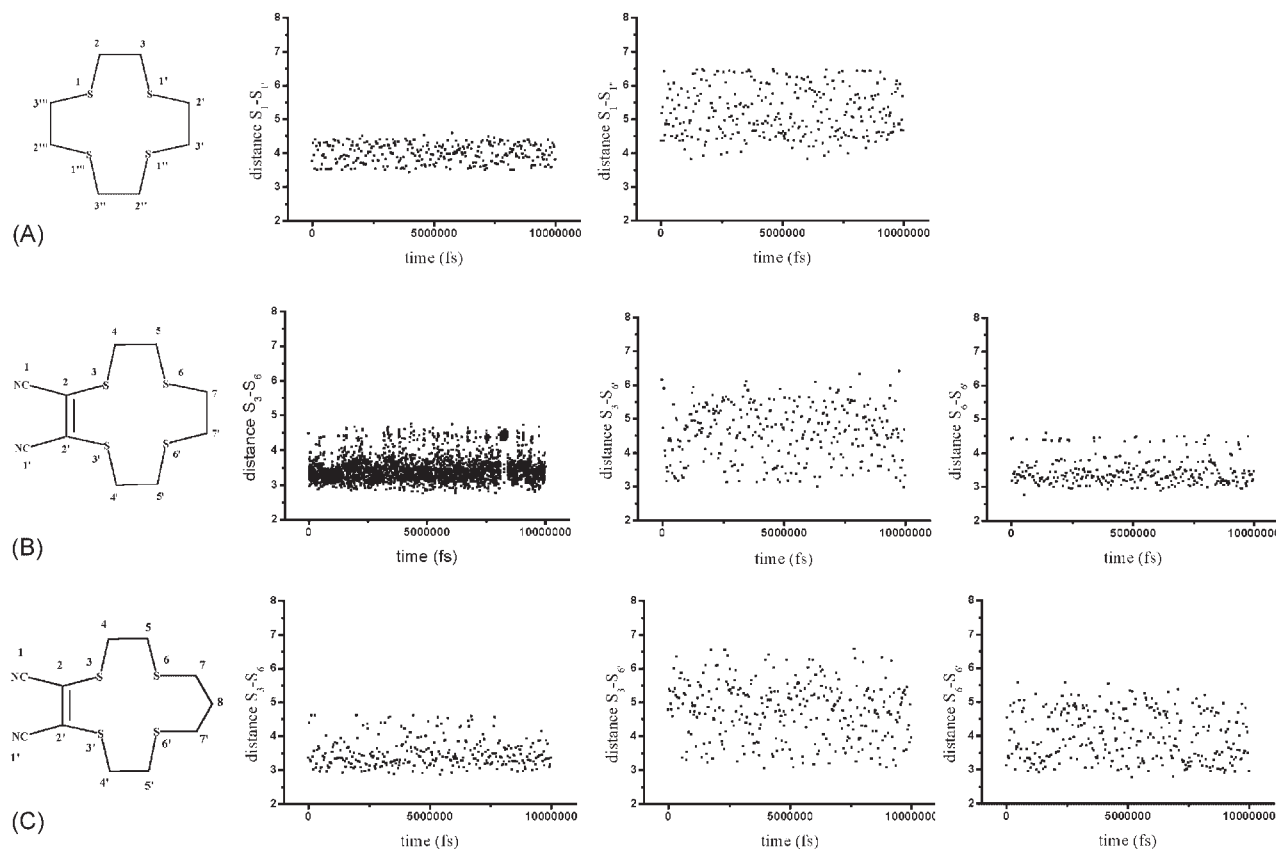 2 3
1 1'
S S
3'''' 2'
2'''' 3'
S S
1''' 1''
3'' 2''
(A)
distance S1-S1'
8
7
6
5
4
3
2
0 5000000 10000000
time (fs)
distance S1-S1''
8
7
6
5
4
3
2
0 5000000 10000000
time (fs)
4 5
1 2 3 6
NC S S 7
NC S S 7'
1' 2' 3' 6'
4' 5'
(B)
distance S3-S6
8
7
6
5
4
3
2
0 5000000 10000000
time (fs)
distance S3-S6'
8
7
6
5
4
3
2
0 5000000 10000000
time (fs)
distance S6-S6'
8
7
6
5
4
3
2
0 5000000 10000000
time (fs)
4 5
1 2 3 6 7
NC S S
8
NC S S
1' 2' 3' 6' 7'
4' 5'
(C)
distance S3-S6
8
7
6
5
4
3
2
0 5000000 10000000
time (fs)
distance S3-S6'
8
7
6
5
4
3
2
0 5000000 10000000
time (fs)
distance S6-S6'
8
7
6
5
4
3
2
0 5000000 10000000
time (fs)